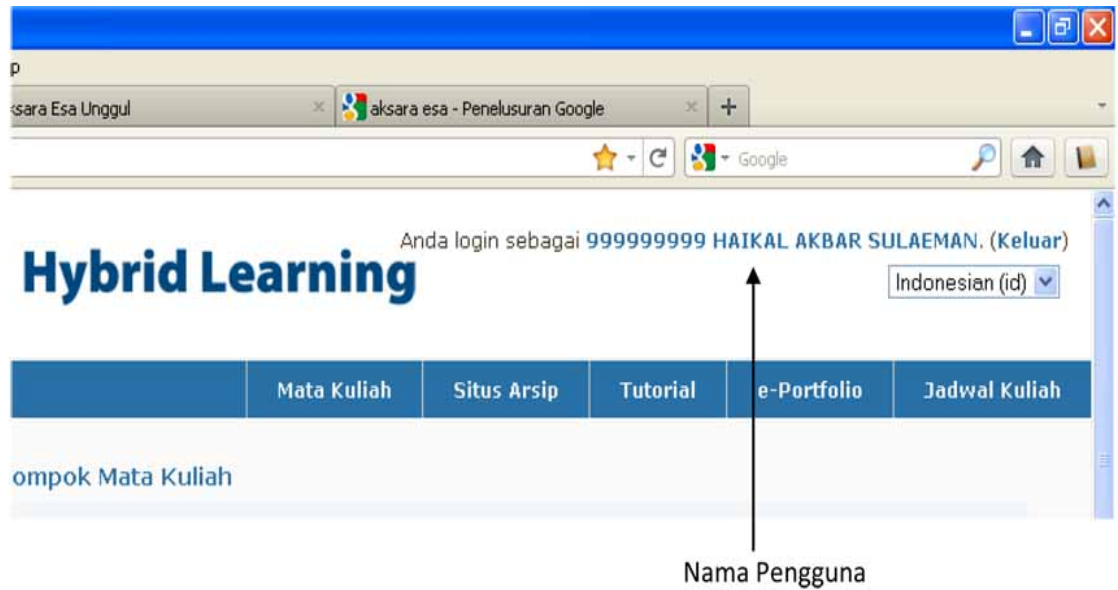 p
ksara Esa Unggul
aksara esa - Penelusuran Google
Google
Anda login sebagai 999999999 HAIKAL AKBAR SULAEMAN. (Keluar)
Hybrid Learning
Indonesian (id)
Mata Kuliah Situs Arsip Tutorial e-Portfolio Jadwal Kuliah
ompok Mata Kuliah
Nama Pengguna